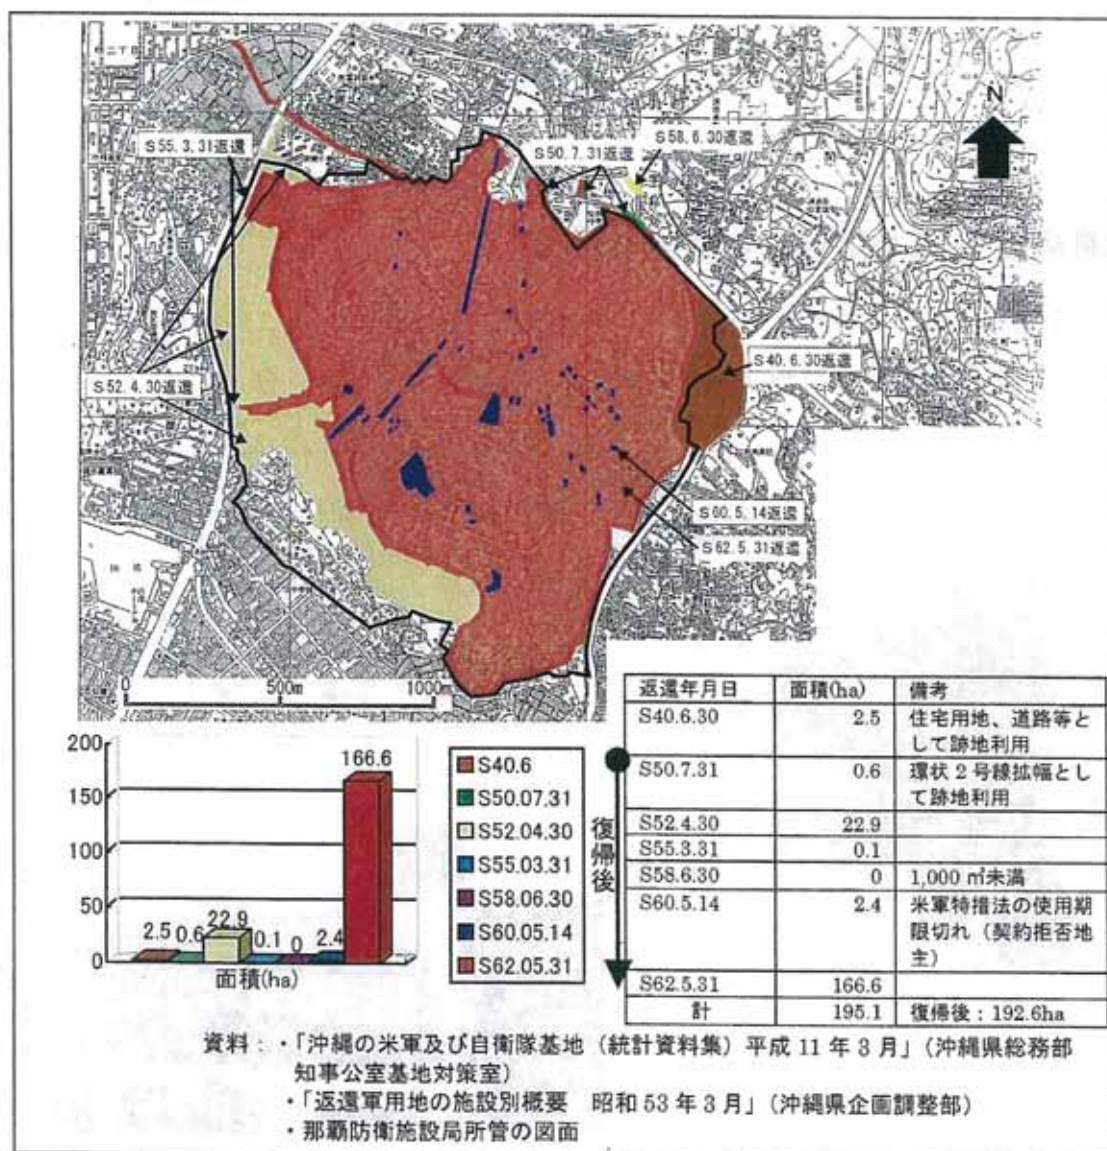 N
S55.3.31返還
S50.7.31返還
S58.6.30返還
S40.6.30返還
S52.4.30返還
S60.5.14返還
S62.5.31返還
0 500m 1000m
返還年月日 面積(ha) 備考
S40.6.30 2.5 住宅用地、道路等と
して跡地利用
S50.7.31 0.6 環状2号線拡幅とし
て跡地利用
S52.4.30 22.9
S55.3.31 0.1
S58.6.30 0 1,000㎡未満
S60.5.14 2.4 米軍特措法の使用期
限切れ（契約拒否地
主）
S62.5.31 166.6
計 195.1 復帰後：192.6ha
復帰後
200
150
100
50
0
2.5 0.6 22.9 0.1 0 2.4 166.6
面積(ha)
S40.6
S50.07.31
S52.04.30
S55.03.31
S58.06.30
S60.05.14
S62.05.31
資料：・「沖縄の米軍及び自衛隊基地（統計資料集）平成11年3月」（沖縄県総務部
知事公室基地対策室）
・「返還軍用地の施設別概要　昭和53年3月」（沖縄県企画調整部）
・那覇防衛施設局所管の図面